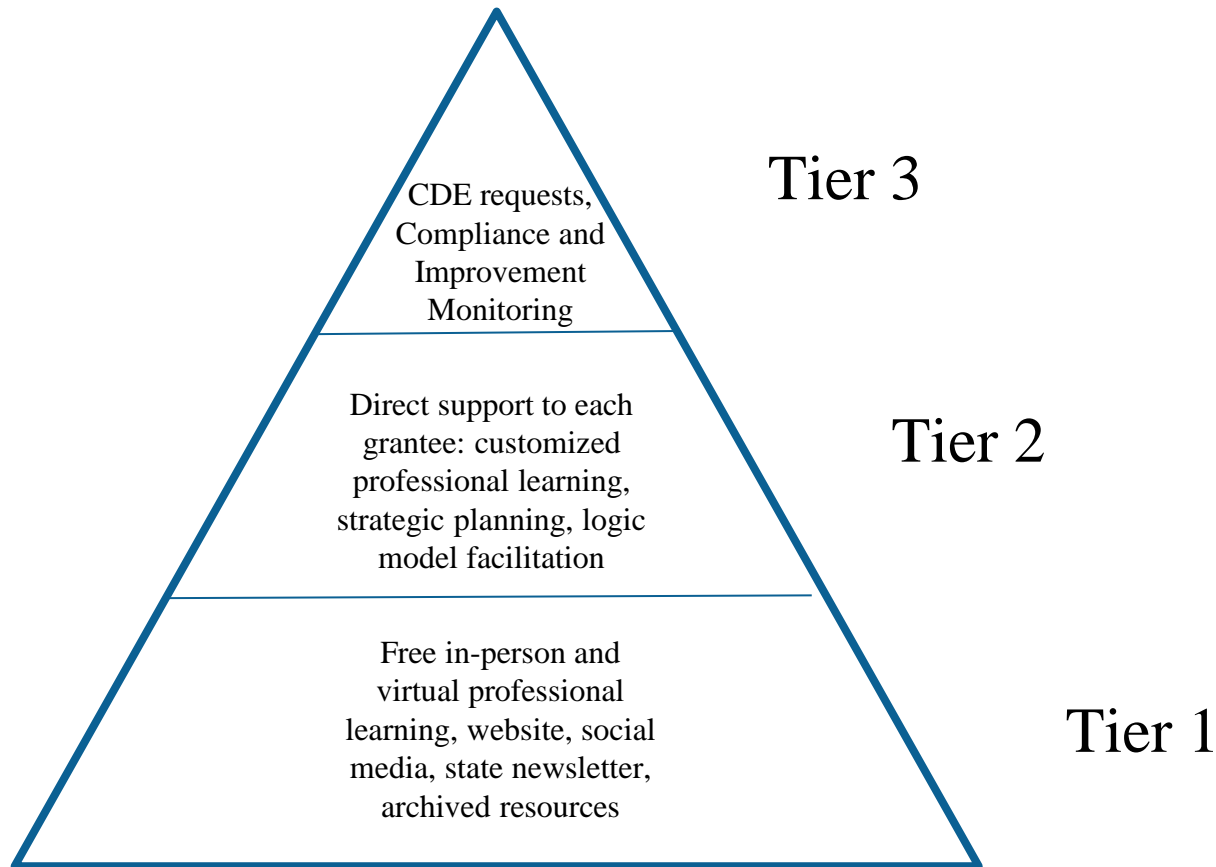 CDE requests,
Compliance and
Improvement
Monitoring
Tier 3
Direct support to each
grantee: customized
professional learning,
strategic planning, logic
model facilitation
Tier 2
Free in-person and
virtual professional
learning, website, social
media, state newsletter,
archived resources
Tier 1